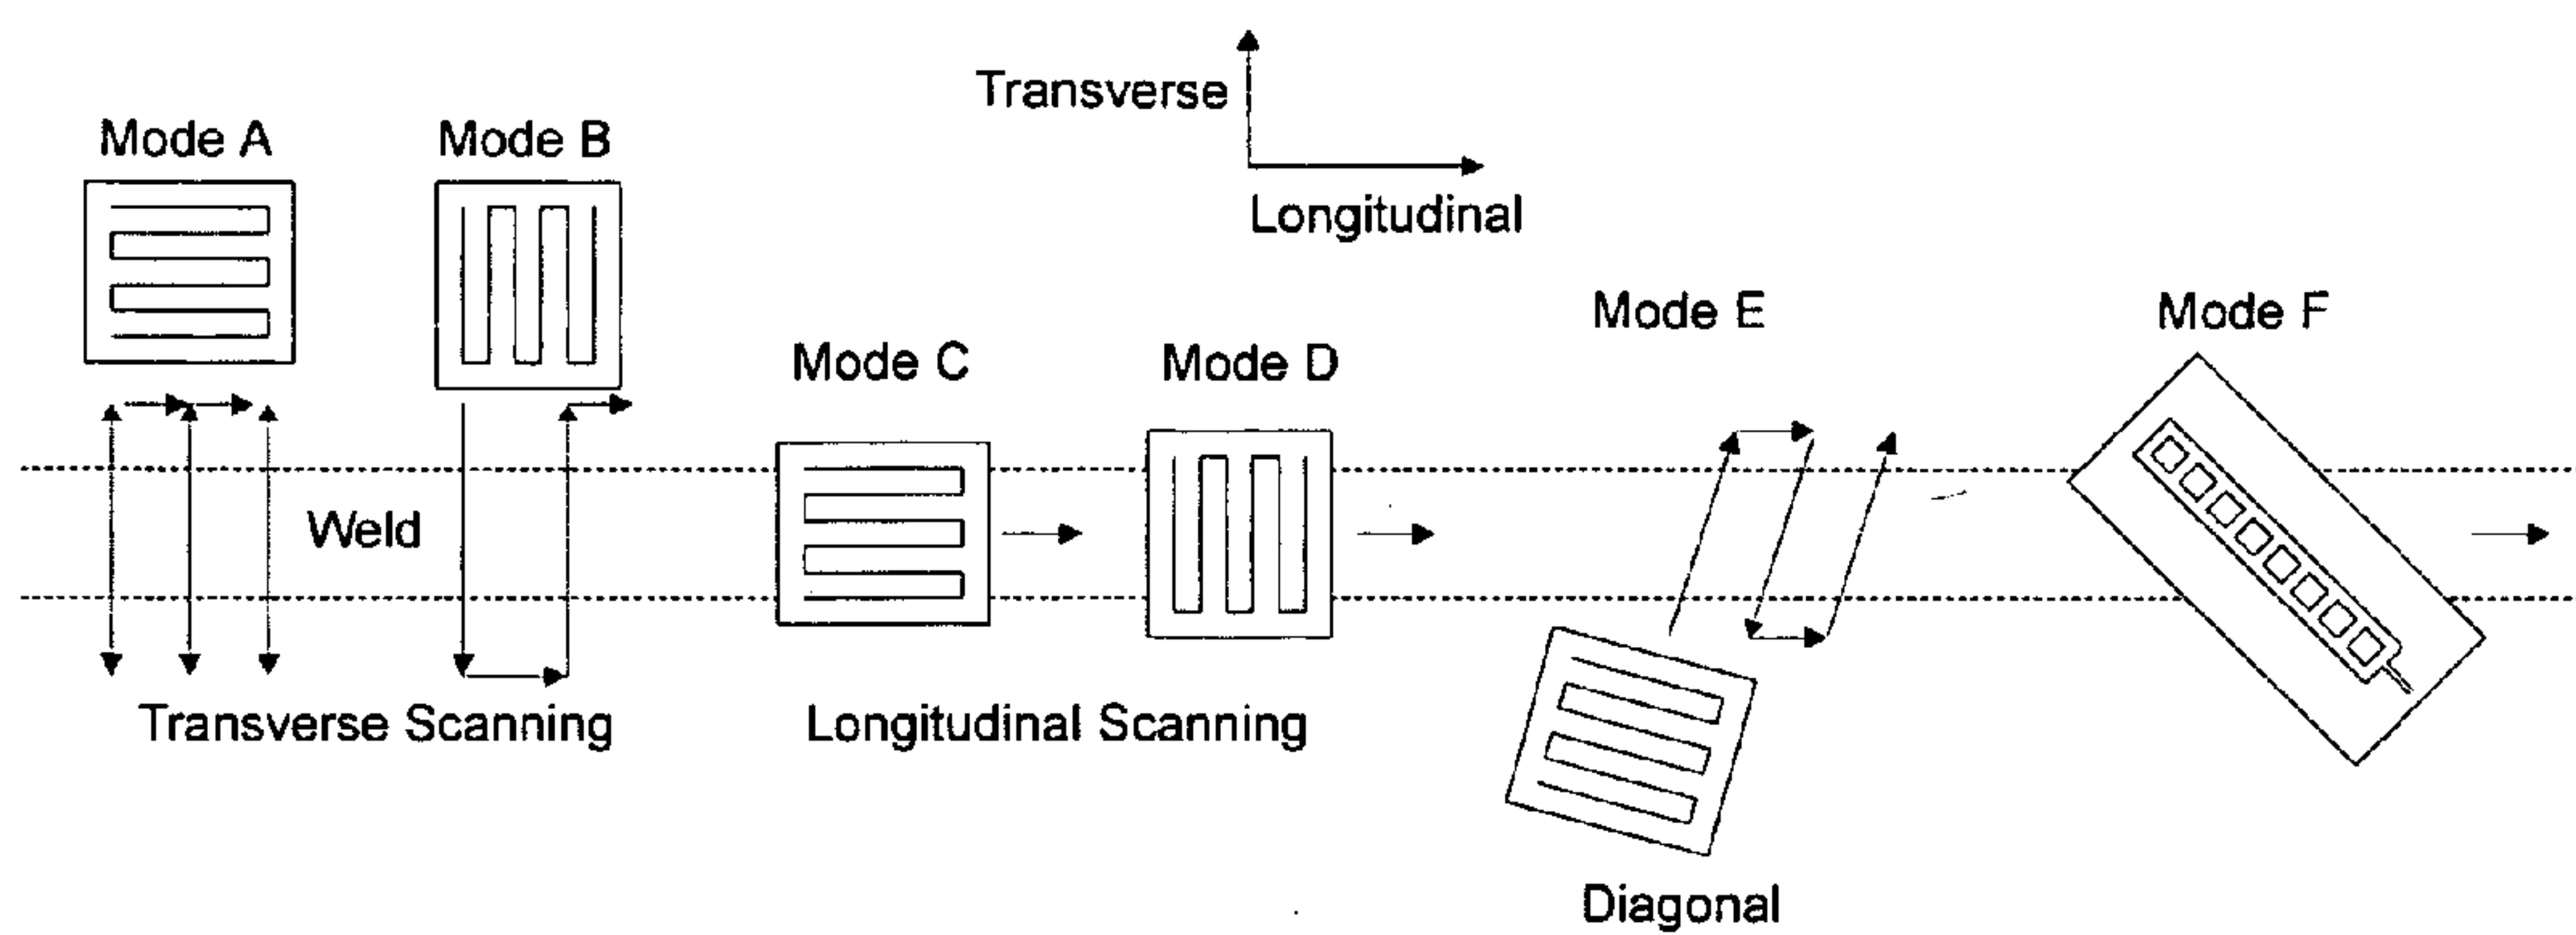 Transverse
Longitudinal
Mode A
Mode B
Mode C
Mode D
Mode E
Mode F
Weld
Transverse Scanning
Longitudinal Scanning
Diagonal